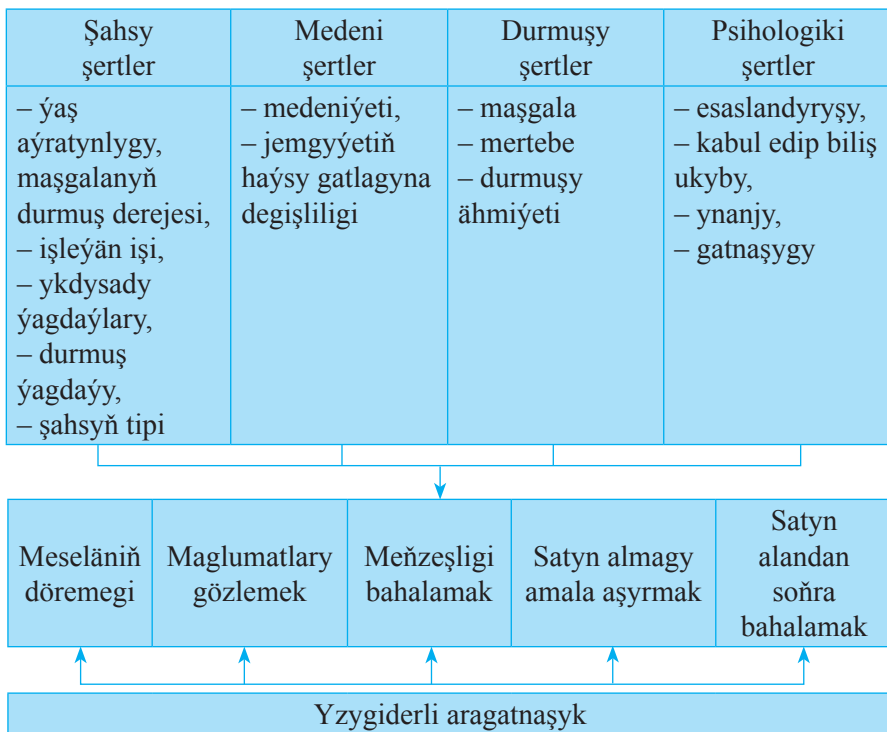 Şahsy
şertler
Medeni
şertler
Durmuşy
şertler
Psihologiki
şertler
– ýaş
aýratynlygy,
maşgalanyň
durmuş derejesi,
– işleýän işi,
– ykdysady
ýagdaýlary,
– durmuş
ýagdaýy,
– şahsyň tipi
– medeniýeti,
– jemgyýetiň
haýsy gatlagyna
degişliligi
– maşgala
– mertebe
– durmuşy
ähmiýeti
– esaslandyryşy,
– kabul edip biliş
ukyby,
– ynanjy,
– gatnaşygy
Meseläniň
döremegi
Maglumatlary
gözlemek
Meňzeşligi
bahalamak
Satyn almagy
amala aşyrmak
Satyn
alandan
soňra
bahalamak
Yzygiderli aragatnaşyk